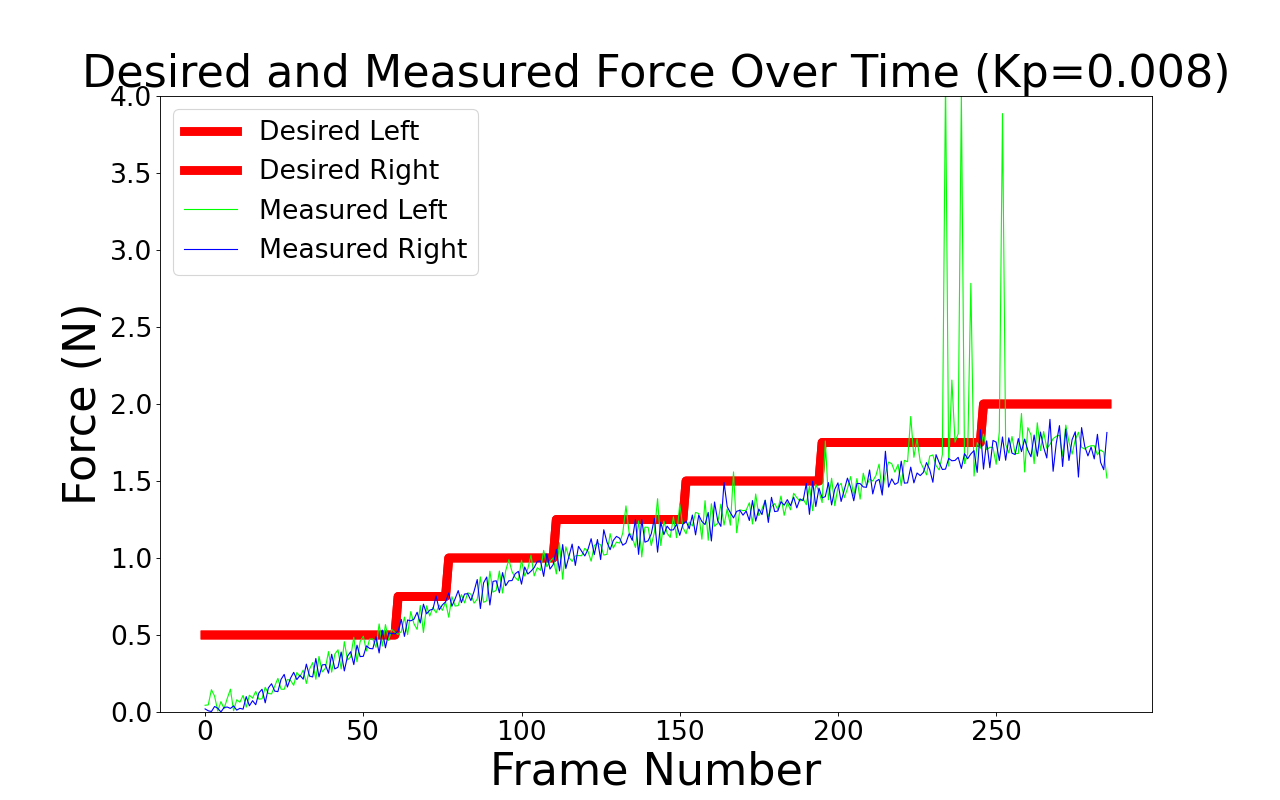 Desired and Measured Force Over Time (Kp=0.008)
4.0
3.5
3.0
2.5
2.0
1.5
1.0
0.5
0.0
Force (N)
Desired Left
Desired Right
Measured Left
Measured Right
0 50 100 150 200 250
Frame Number